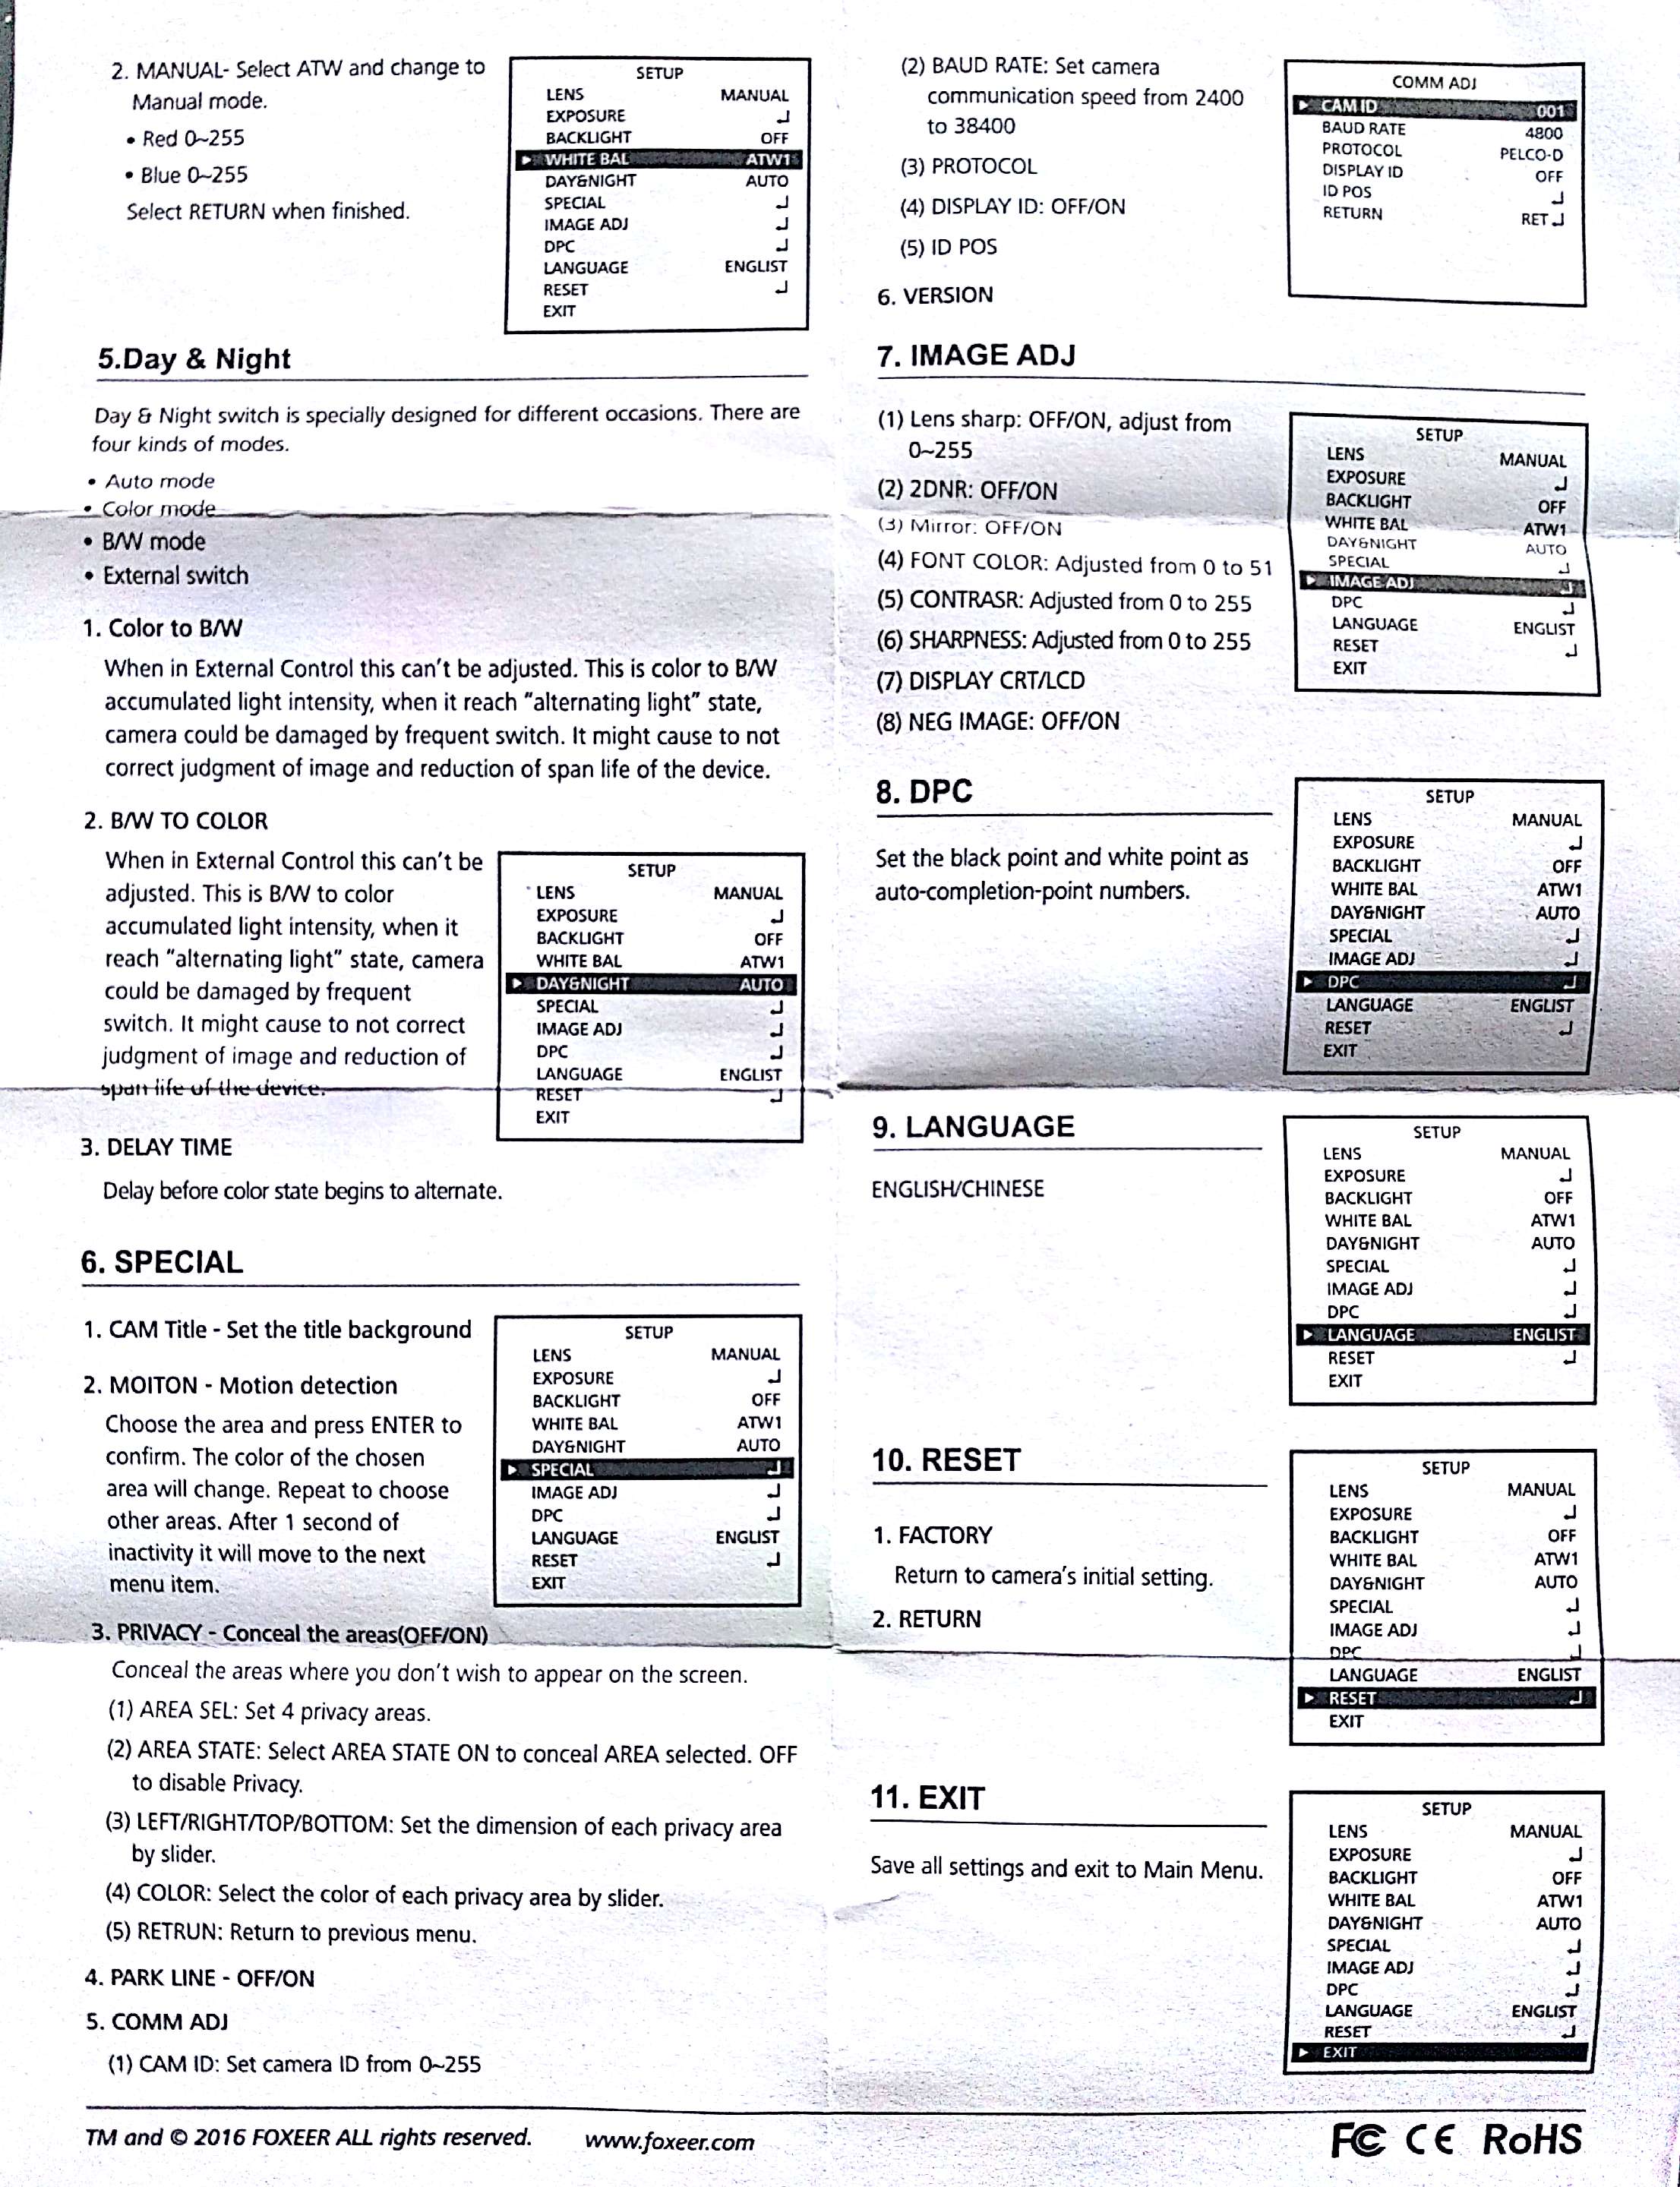 2. MANUAL- Select ATW and change to
Manual mode.
• Red 0~255
• Blue 0~255
Select RETURN when finished.
SETUP
LENS MANUAL
EXPOSURE ↵
BACKLIGHT OFF
► WHITE BAL ATW1
DAY&NIGHT AUTO
SPECIAL ↵
IMAGE ADJ ↵
DPC ↵
LANGUAGE ENGLIST
RESET ↵
EXIT
5.Day & Night
Day & Night switch is specially designed for different occasions. There are
four kinds of modes.
• Auto mode
• Color mode
• B/W mode
• External switch
1. Color to B/W
When in External Control this can't be adjusted. This is color to B/W
accumulated light intensity, when it reach "alternating light" state,
camera could be damaged by frequent switch. It might cause to not
correct judgment of image and reduction of span life of the device.
2. B/W TO COLOR
When in External Control this can't be
adjusted. This is B/W to color
accumulated light intensity, when it
reach "alternating light" state, camera
could be damaged by frequent
switch. It might cause to not correct
judgment of image and reduction of
span life of the device.
SETUP
LENS MANUAL
EXPOSURE ↵
BACKLIGHT OFF
WHITE BAL ATW1
► DAY&NIGHT AUTO
SPECIAL ↵
IMAGE ADJ ↵
DPC ↵
LANGUAGE ENGLIST
RESET ↵
EXIT
3. DELAY TIME
Delay before color state begins to alternate.
6. SPECIAL
1. CAM Title - Set the title background
2. MOITON - Motion detection
Choose the area and press ENTER to
confirm. The color of the chosen
area will change. Repeat to choose
other areas. After 1 second of
inactivity it will move to the next
menu item.
SETUP
LENS MANUAL
EXPOSURE ↵
BACKLIGHT OFF
WHITE BAL ATW1
DAY&NIGHT AUTO
► SPECIAL ↵
IMAGE ADJ ↵
DPC ↵
LANGUAGE ENGLIST
RESET ↵
EXIT
3. PRIVACY - Conceal the areas(OFF/ON)
Conceal the areas where you don't wish to appear on the screen.
(1) AREA SEL: Set 4 privacy areas.
(2) AREA STATE: Select AREA STATE ON to conceal AREA selected. OFF
to disable Privacy.
(3) LEFT/RIGHT/TOP/BOTTOM: Set the dimension of each privacy area
by slider.
(4) COLOR: Select the color of each privacy area by slider.
(5) RETRUN: Return to previous menu.
4. PARK LINE - OFF/ON
5. COMM ADJ
(1) CAM ID: Set camera ID from 0~255
(2) BAUD RATE: Set camera
communication speed from 2400
to 38400
(3) PROTOCOL
(4) DISPLAY ID: OFF/ON
(5) ID POS
6. VERSION
COMM ADJ
► CAM ID 001
BAUD RATE 4800
PROTOCOL PELCO-D
DISPLAY ID OFF
ID POS ↵
RETURN RET ↵
7. IMAGE ADJ
(1) Lens sharp: OFF/ON, adjust from
0~255
(2) 2DNR: OFF/ON
(3) Mirror: OFF/ON
(4) FONT COLOR: Adjusted from 0 to 51
(5) CONTRASR: Adjusted from 0 to 255
(6) SHARPNESS: Adjusted from 0 to 255
(7) DISPLAY CRT/LCD
(8) NEG IMAGE: OFF/ON
SETUP
LENS MANUAL
EXPOSURE ↵
BACKLIGHT OFF
WHITE BAL ATW1
DAY&NIGHT AUTO
SPECIAL ↵
► IMAGE ADJ ↵
DPC ↵
LANGUAGE ENGLIST
RESET ↵
EXIT
8. DPC
Set the black point and white point as
auto-completion-point numbers.
SETUP
LENS MANUAL
EXPOSURE ↵
BACKLIGHT OFF
WHITE BAL ATW1
DAY&NIGHT AUTO
SPECIAL ↵
IMAGE ADJ ↵
► DPC ↵
LANGUAGE ENGLIST
RESET ↵
EXIT
9. LANGUAGE
ENGLISH/CHINESE
SETUP
LENS MANUAL
EXPOSURE ↵
BACKLIGHT OFF
WHITE BAL ATW1
DAY&NIGHT AUTO
SPECIAL ↵
IMAGE ADJ ↵
DPC ↵
► LANGUAGE ENGLIST
RESET ↵
EXIT
10. RESET
1. FACTORY
Return to camera's initial setting.
2. RETURN
SETUP
LENS MANUAL
EXPOSURE ↵
BACKLIGHT OFF
WHITE BAL ATW1
DAY&NIGHT AUTO
SPECIAL ↵
IMAGE ADJ ↵
DPC ↵
LANGUAGE ENGLIST
► RESET ↵
EXIT
11. EXIT
Save all settings and exit to Main Menu.
SETUP
LENS MANUAL
EXPOSURE ↵
BACKLIGHT OFF
WHITE BAL ATW1
DAY&NIGHT AUTO
SPECIAL ↵
IMAGE ADJ ↵
DPC ↵
LANGUAGE ENGLIST
RESET ↵
► EXIT
TM and © 2016 FOXEER ALL rights reserved. www.foxeer.com
FC CE RoHS